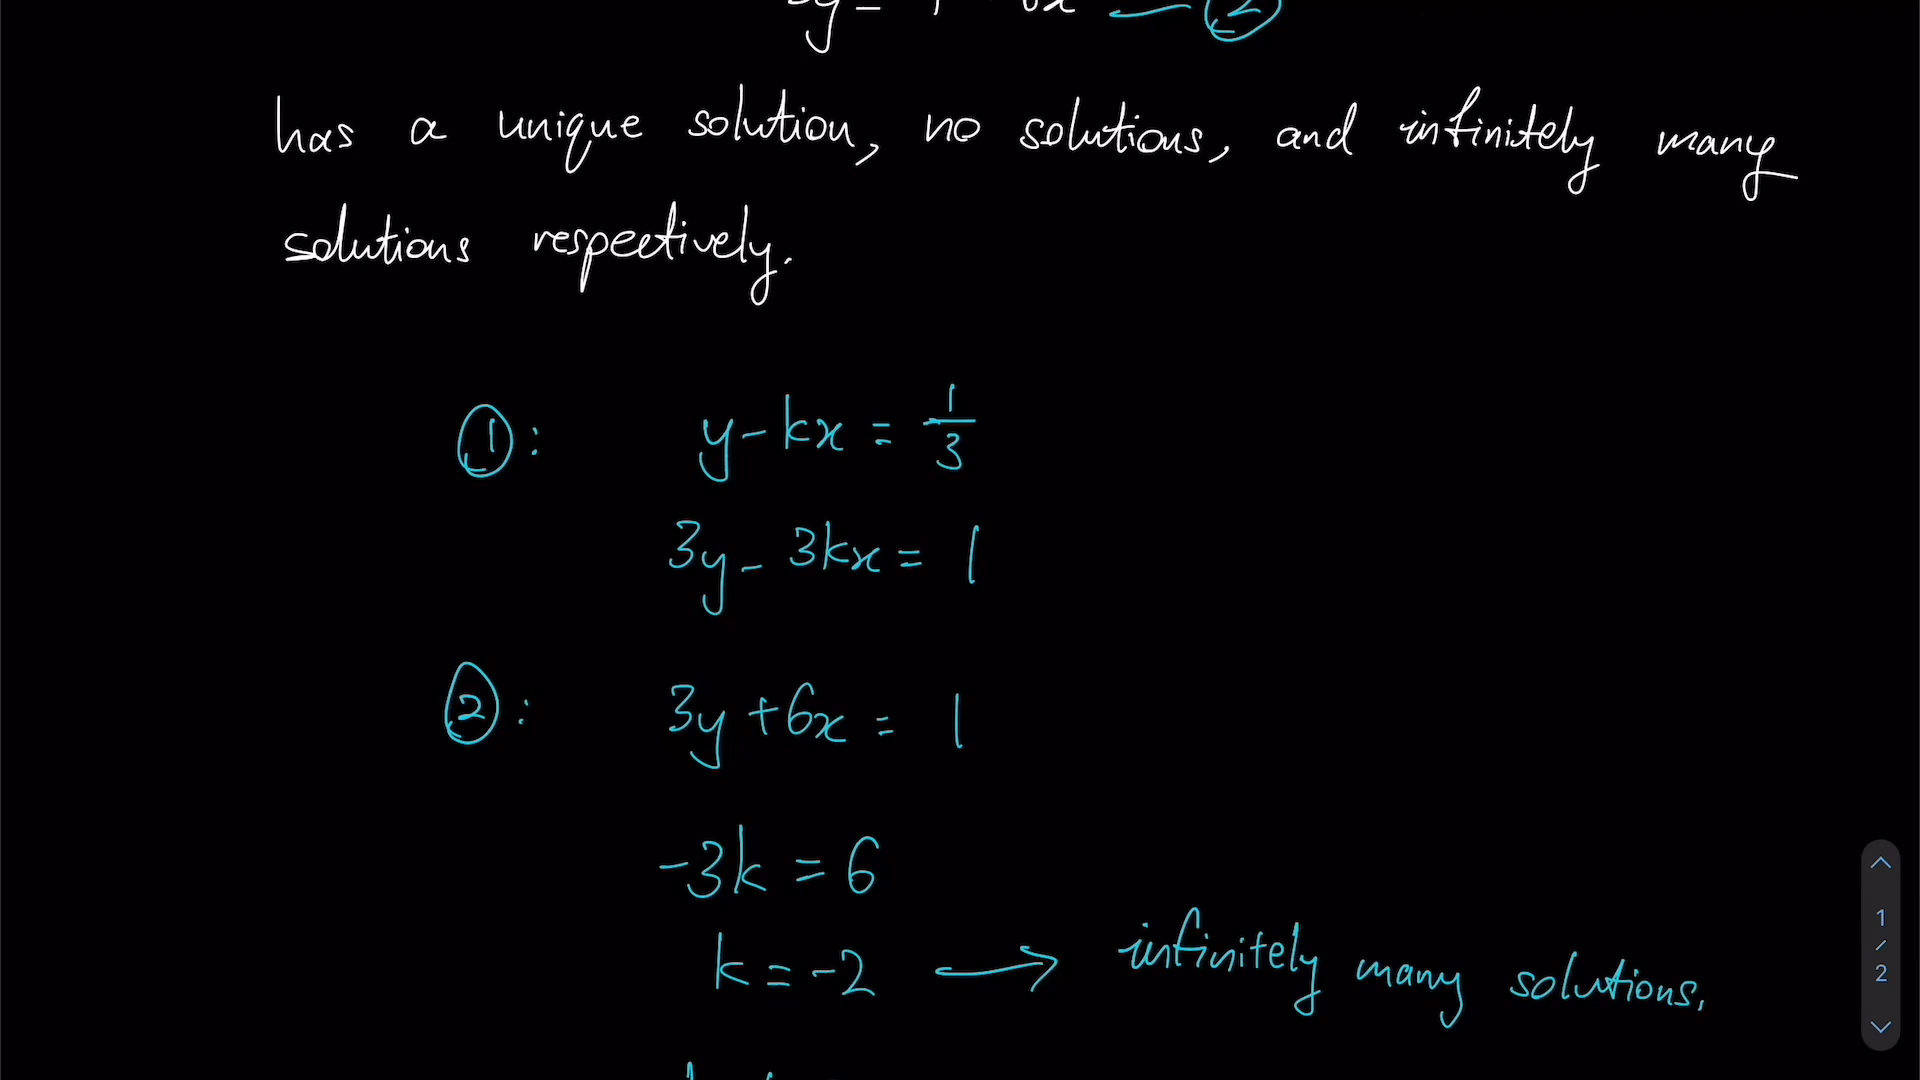 has a unique solution, no solutions, and infinitely many
solutions respectively.
①: y - kx = 1/3
3y - 3kx = 1
②: 3y + 6x = 1
-3k = 6
k = -2 → infinitely many solutions.
1
/
2